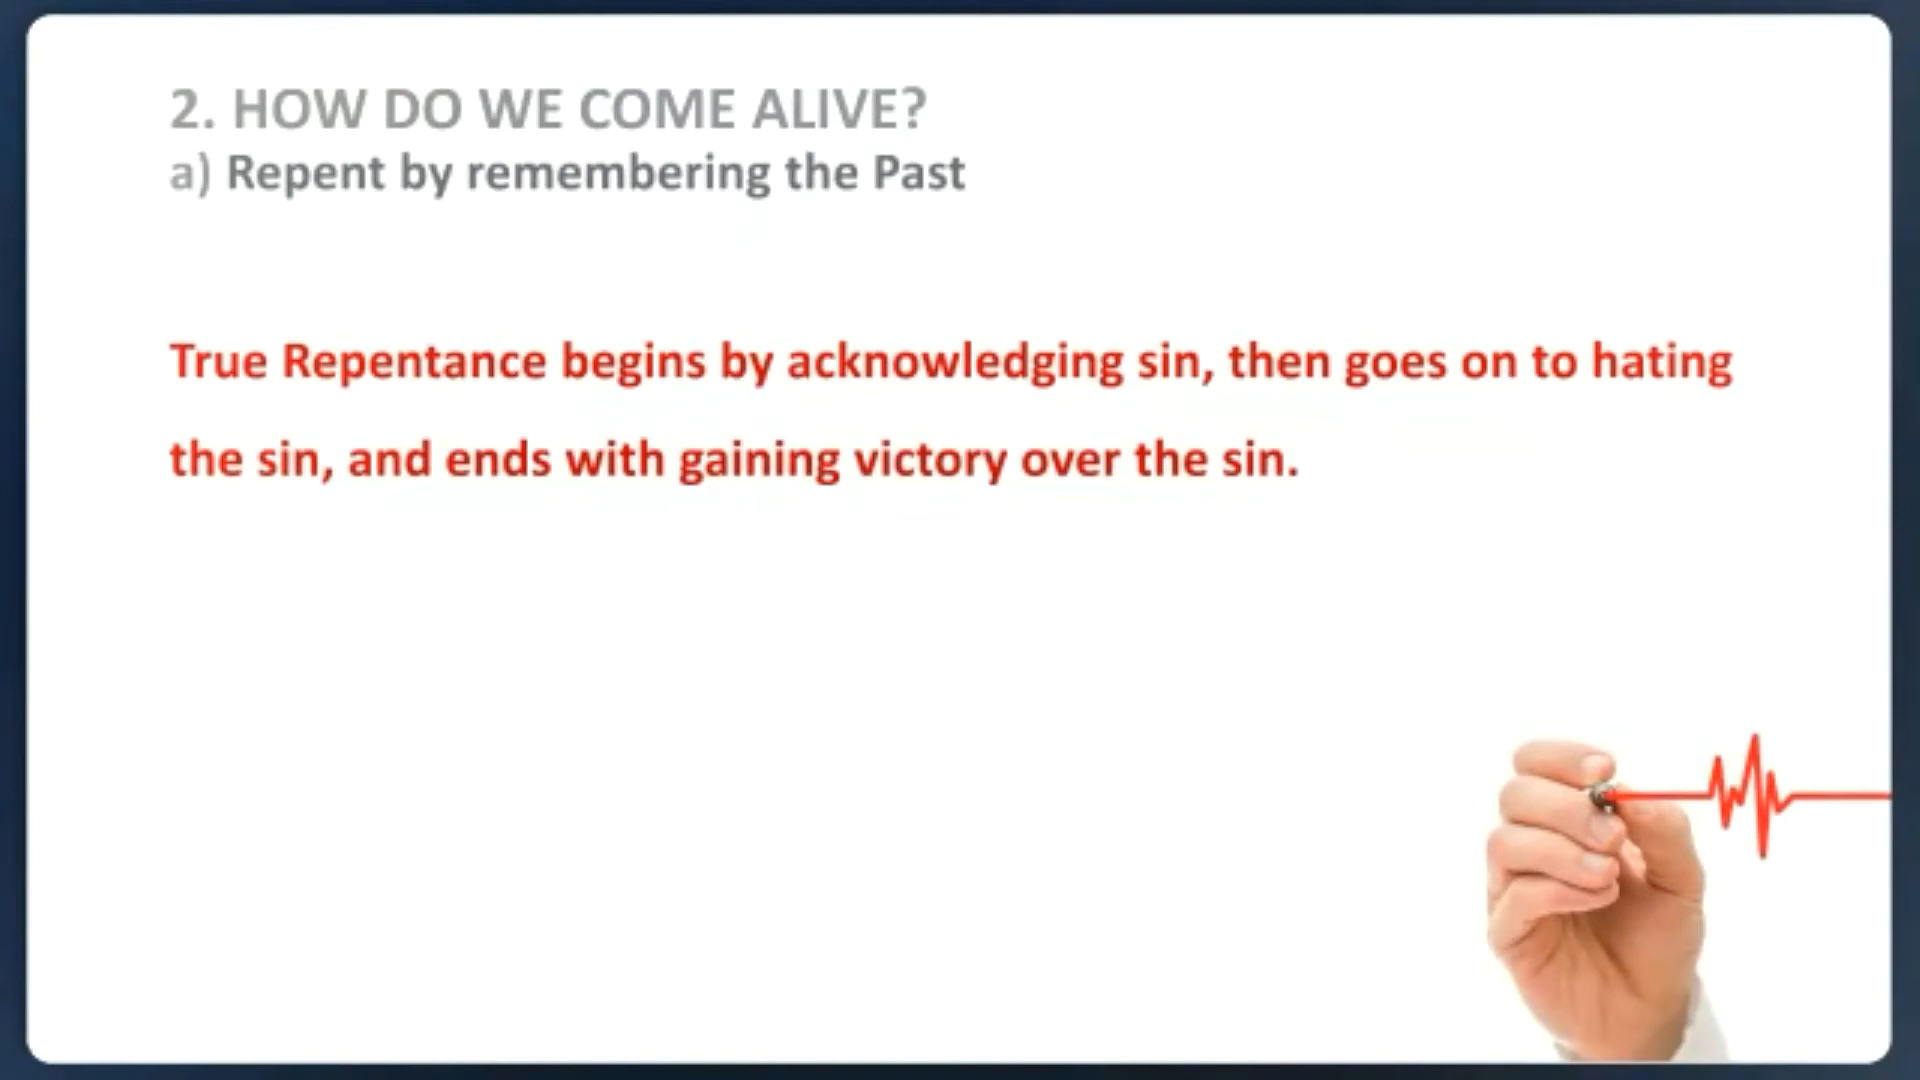 2. HOW DO WE COME ALIVE?
a) Repent by remembering the Past
True Repentance begins by acknowledging sin, then goes on to hating
the sin, and ends with gaining victory over the sin.